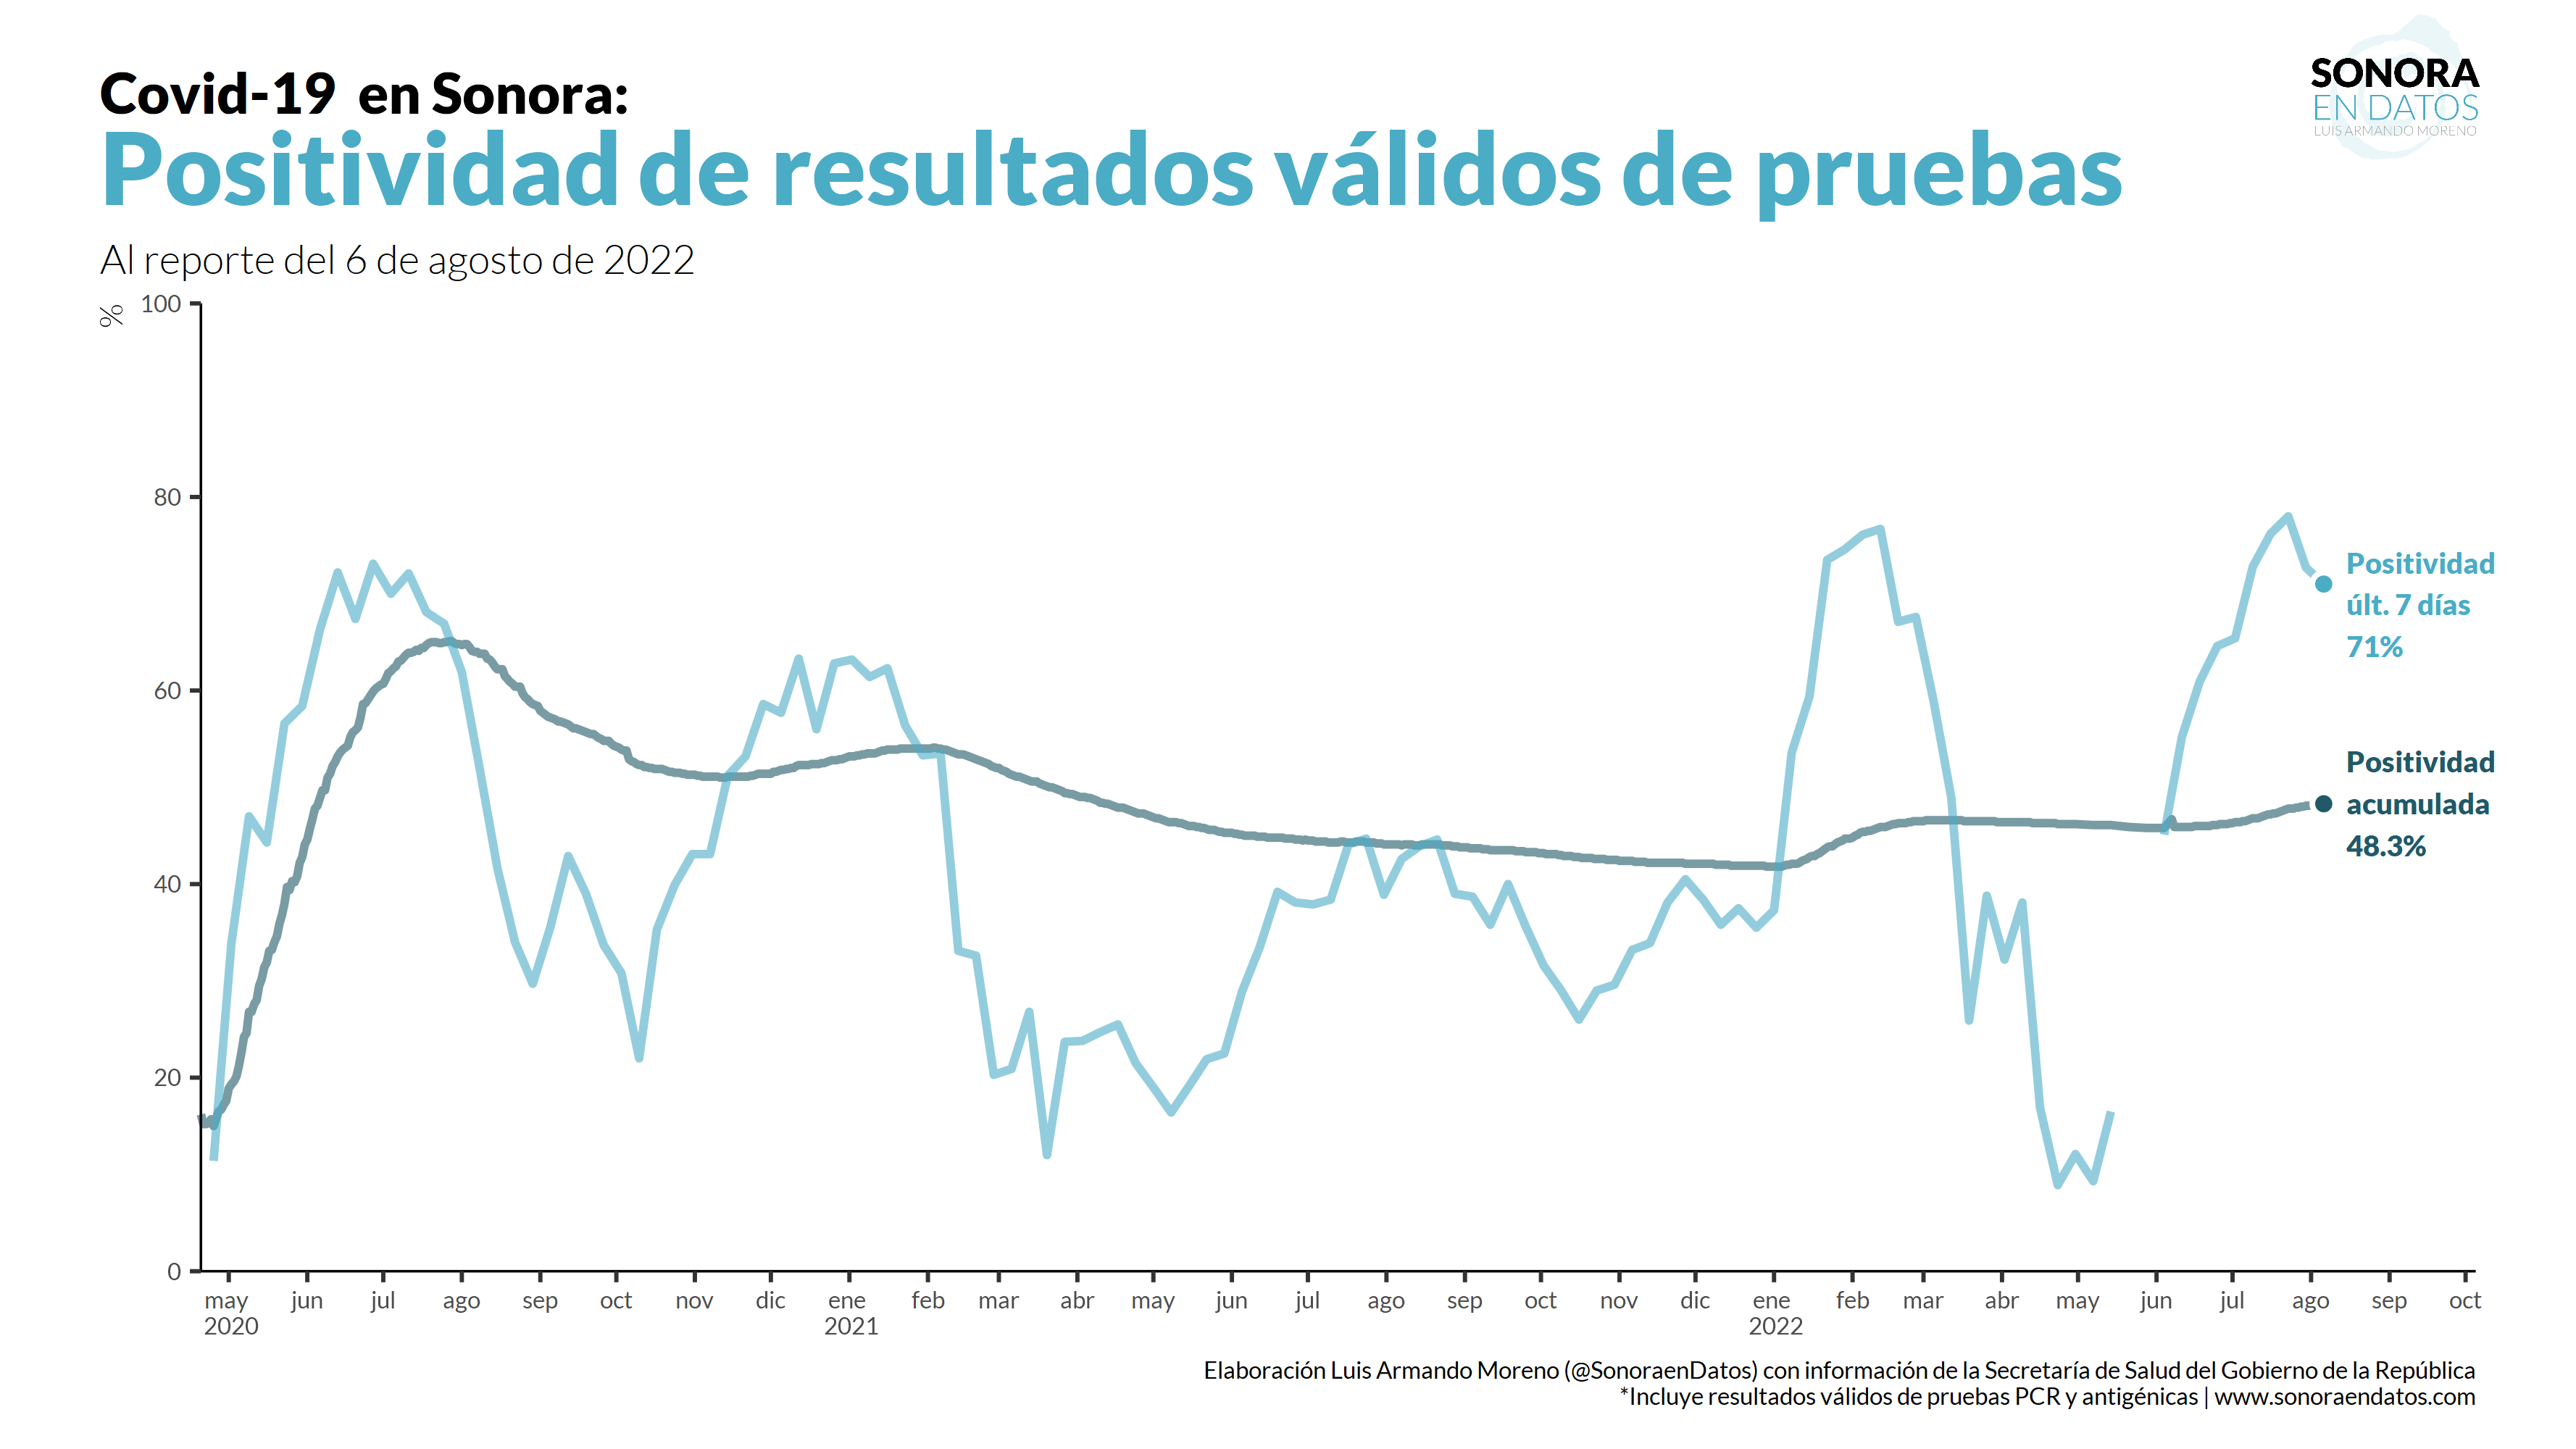 SONORA
EN DATOS
LUIS ARMANDO MORENO
Covid-19 en Sonora:
Positividad de resultados válidos de pruebas
Al reporte del 6 de agosto de 2022
%
100
80
60
40
20
0
Positividad
últ. 7 días
71%
Positividad
acumulada
48.3%
may jun jul ago sep oct nov dic ene feb mar abr may jun jul ago sep oct nov dic ene feb mar abr may jun jul ago sep oct
2020 2021 2022
Elaboración Luis Armando Moreno (@SonoraenDatos) con información de la Secretaría de Salud del Gobierno de la República
*Incluye resultados válidos de pruebas PCR y antigénicas | www.sonoraendatos.com